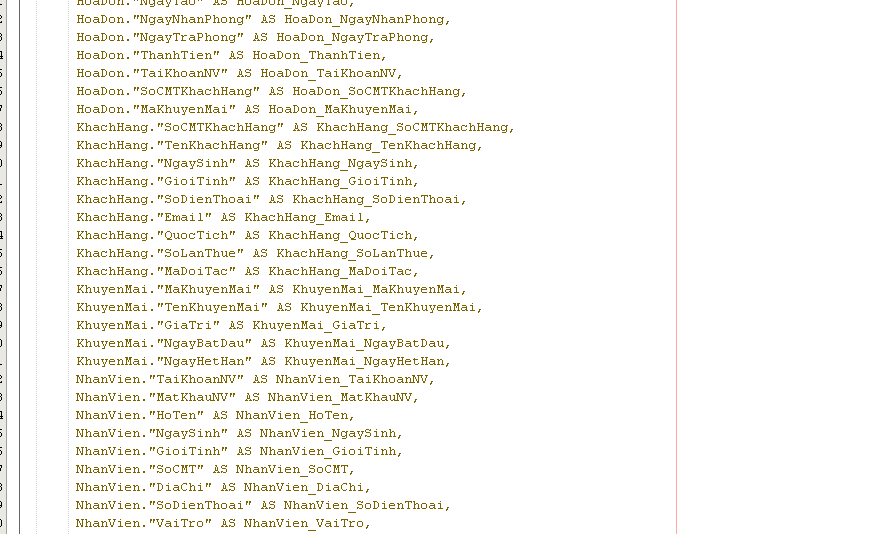 HoaDon."NgayTao" AS HoaDon_NgayTao,
HoaDon."NgayNhanPhong" AS HoaDon_NgayNhanPhong,
HoaDon."NgayTraPhong" AS HoaDon_NgayTraPhong,
HoaDon."ThanhTien" AS HoaDon_ThanhTien,
HoaDon."TaiKhoanNV" AS HoaDon_TaiKhoanNV,
HoaDon."SoCMTKhachHang" AS HoaDon_SoCMTKhachHang,
HoaDon."MaKhuyenMai" AS HoaDon_MaKhuyenMai,
KhachHang."SoCMTKhachHang" AS KhachHang_SoCMTKhachHang,
KhachHang."TenKhachHang" AS KhachHang_TenKhachHang,
KhachHang."NgaySinh" AS KhachHang_NgaySinh,
KhachHang."GioiTinh" AS KhachHang_GioiTinh,
KhachHang."SoDienThoai" AS KhachHang_SoDienThoai,
KhachHang."Email" AS KhachHang_Email,
KhachHang."QuocTich" AS KhachHang_QuocTich,
KhachHang."SoLanThue" AS KhachHang_SoLanThue,
KhachHang."MaDoiTac" AS KhachHang_MaDoiTac,
KhuyenMai."MaKhuyenMai" AS KhuyenMai_MaKhuyenMai,
KhuyenMai."TenKhuyenMai" AS KhuyenMai_TenKhuyenMai,
KhuyenMai."GiaTri" AS KhuyenMai_GiaTri,
KhuyenMai."NgayBatDau" AS KhuyenMai_NgayBatDau,
KhuyenMai."NgayHetHan" AS KhuyenMai_NgayHetHan,
NhanVien."TaiKhoanNV" AS NhanVien_TaiKhoanNV,
NhanVien."MatKhauNV" AS NhanVien_MatKhauNV,
NhanVien."HoTen" AS NhanVien_HoTen,
NhanVien."NgaySinh" AS NhanVien_NgaySinh,
NhanVien."GioiTinh" AS NhanVien_GioiTinh,
NhanVien."SoCMT" AS NhanVien_SoCMT,
NhanVien."DiaChi" AS NhanVien_DiaChi,
NhanVien."SoDienThoai" AS NhanVien_SoDienThoai,
NhanVien."VaiTro" AS NhanVien_VaiTro,